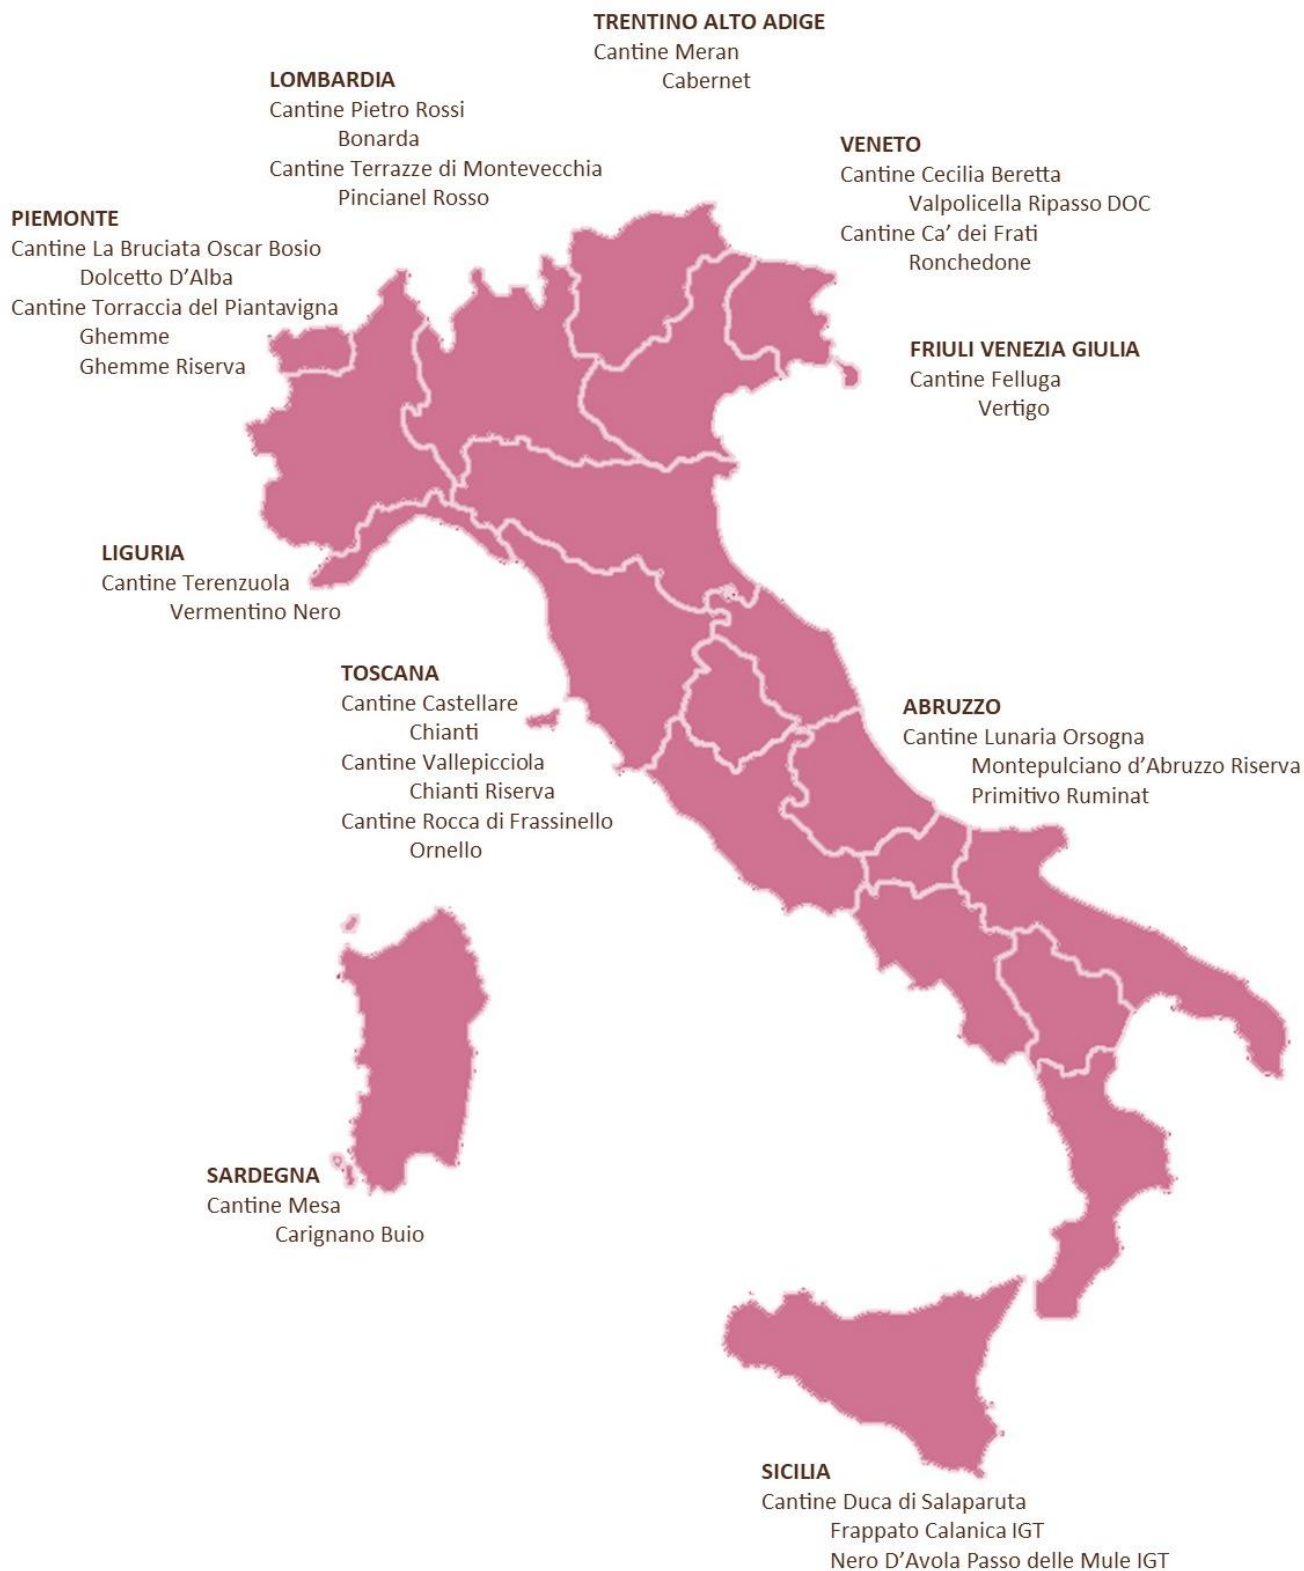 TRENTINO ALTO ADIGE
Cantine Meran
Cabernet
LOMBARDIA
Cantine Pietro Rossi
Bonarda
Cantine Terrazze di Montevecchia
Pincianel Rosso
VENETO
Cantine Cecilia Beretta
Valpolicella Ripasso DOC
Cantine Ca’ dei Frati
Ronchedone
PIEMONTE
Cantine La Bruciata Oscar Bosio
Dolcetto D’Alba
Cantine Torraccia del Piantavigna
Ghemme
Ghemme Riserva
FRIULI VENEZIA GIULIA
Cantine Felluga
Vertigo
LIGURIA
Cantine Terenzuola
Vermentino Nero
TOSCANA
Cantine Castellare
Chianti
Cantine Vallepicciola
Chianti Riserva
Cantine Rocca di Frassinello
Ornello
ABRUZZO
Cantine Lunaria Orsogna
Montepulciano d’Abruzzo Riserva
Primitivo Ruminat
SARDEGNA
Cantine Mesa
Carignano Buio
SICILIA
Cantine Duca di Salaparuta
Frappato Calanica IGT
Nero D’Avola Passo delle Mule IGT